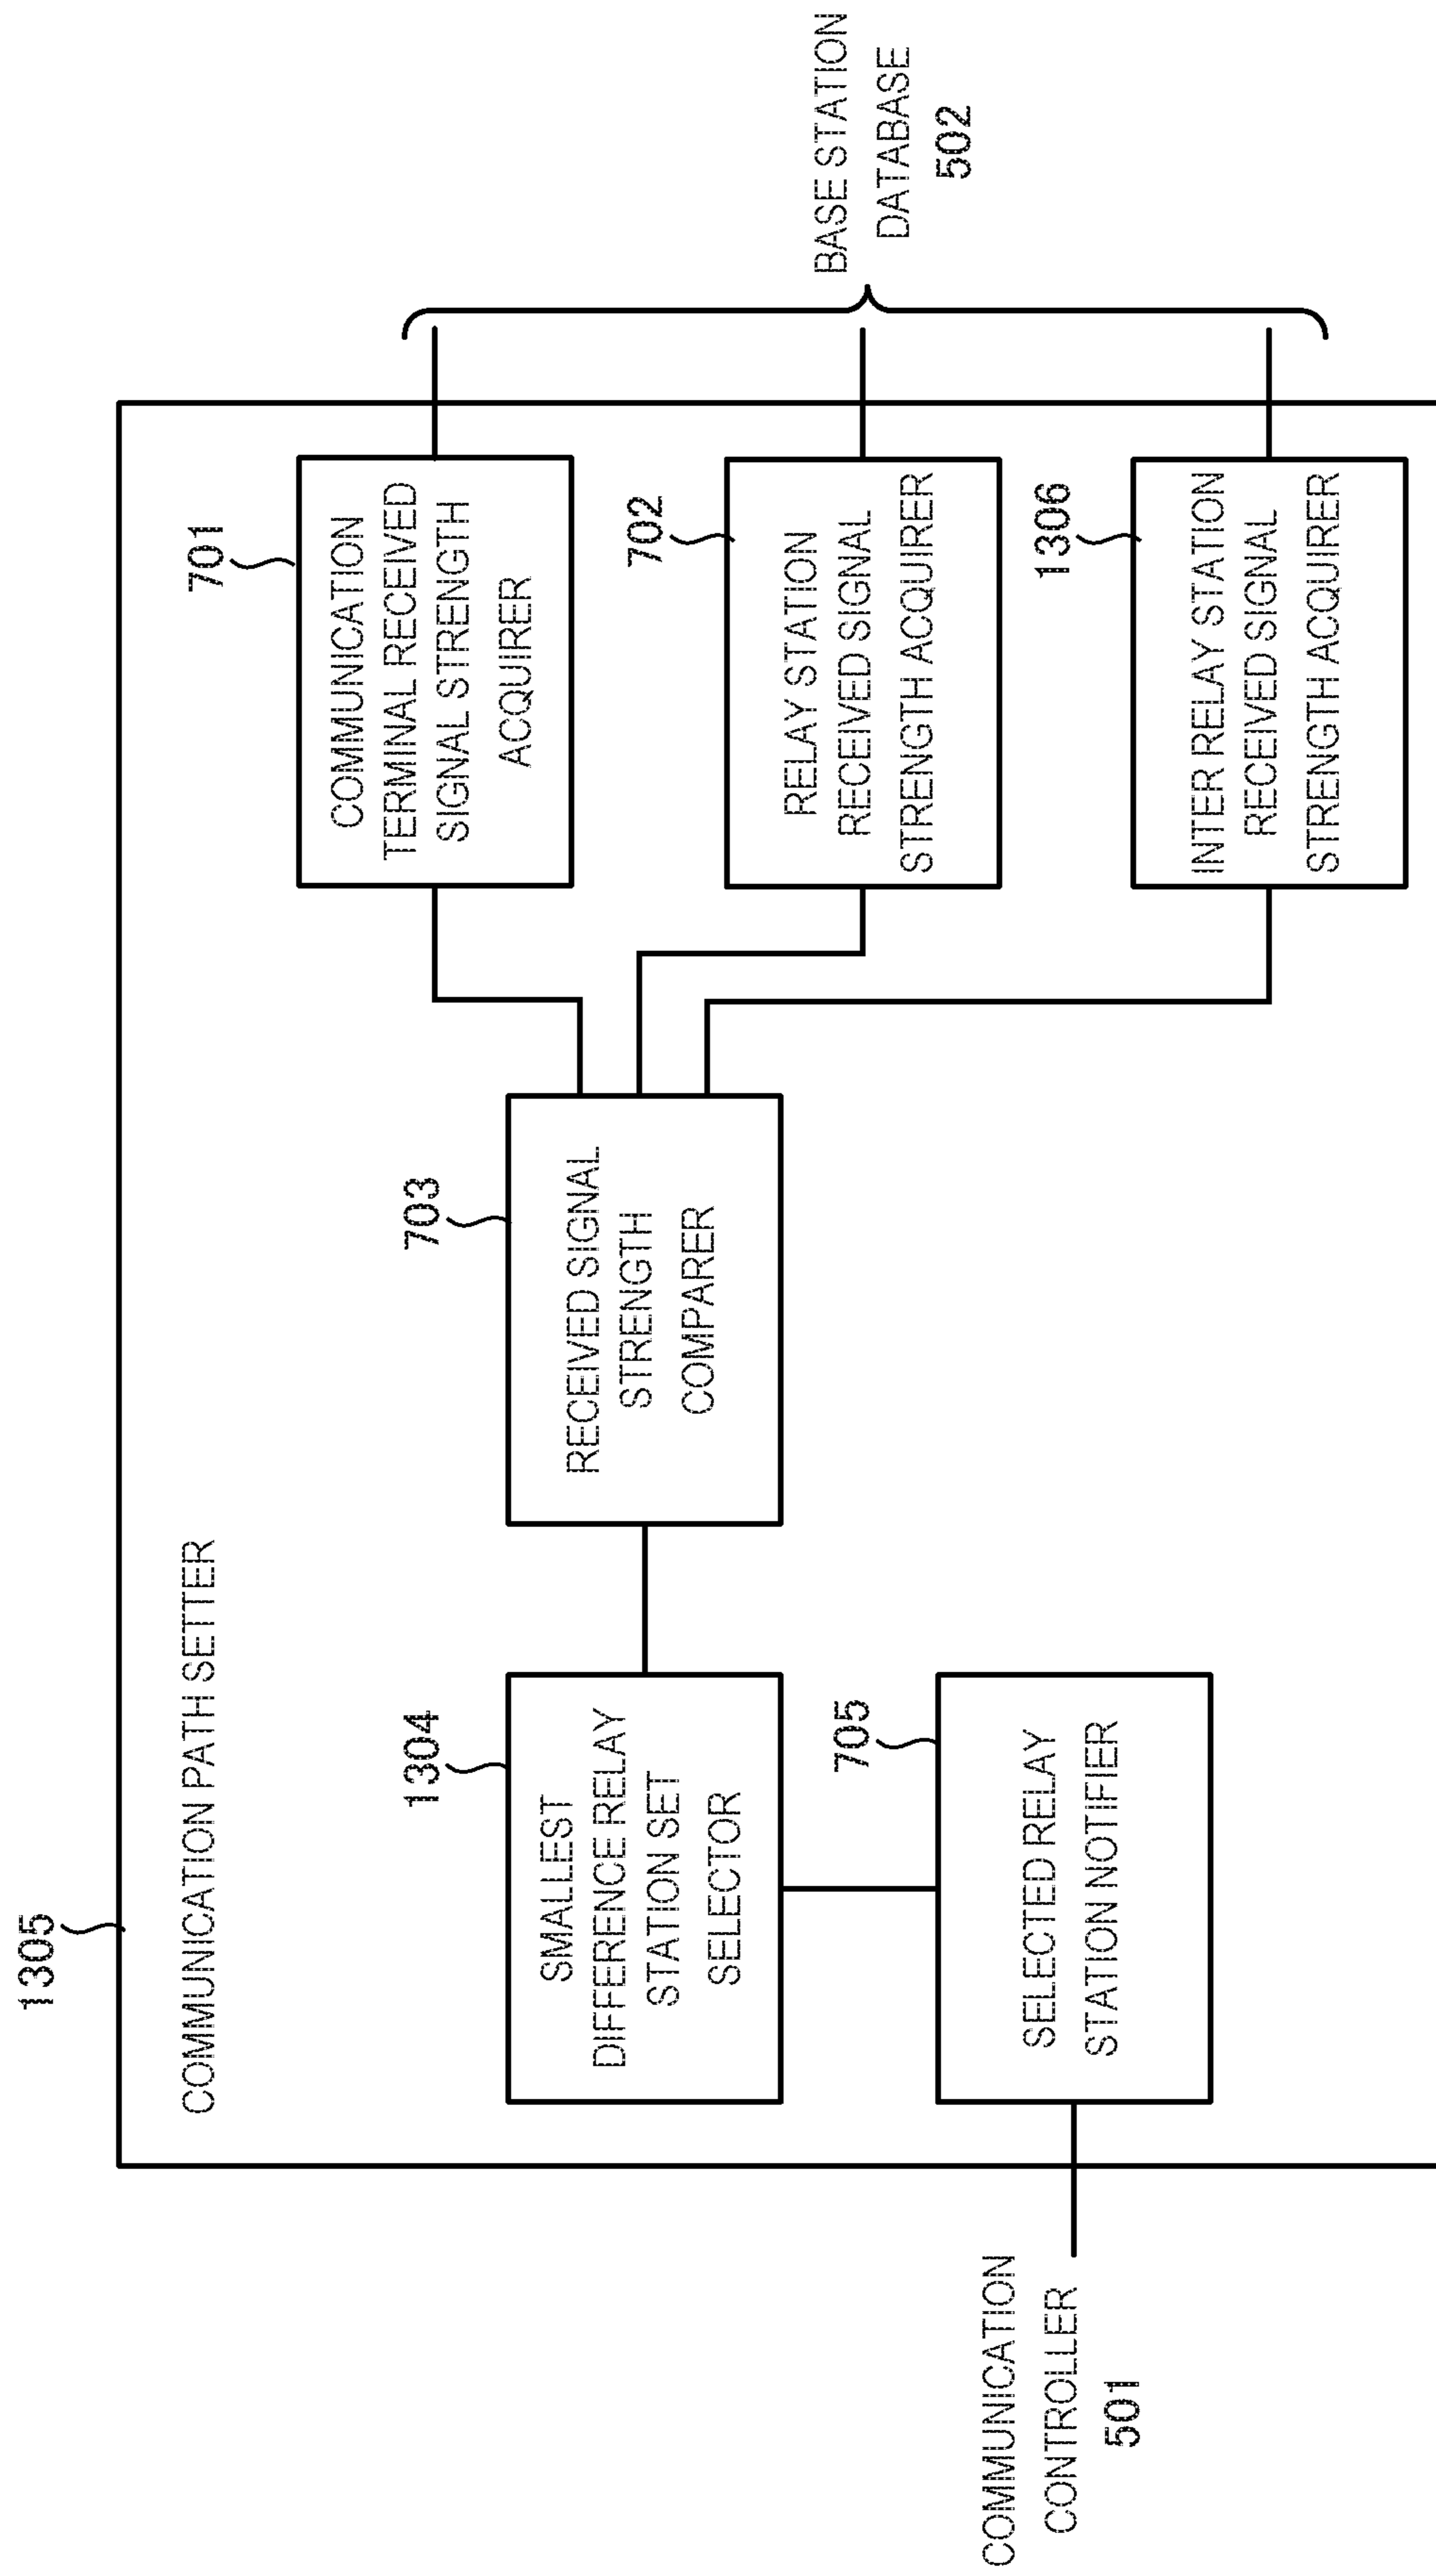 1305
COMMUNICATION PATH SETTER
701
COMMUNICATION
TERMINAL RECEIVED
SIGNAL STRENGTH
ACQUIRER
702
RELAY STATION
RECEIVED SIGNAL
STRENGTH ACQUIRER
1306
INTER RELAY STATION
RECEIVED SIGNAL
STRENGTH ACQUIRER
BASE STATION
DATABASE
502
703
RECEIVED SIGNAL
STRENGTH
COMPARER
1304
SMALLEST
DIFFERENCE RELAY
STATION SET
SELECTOR
705
SELECTED RELAY
STATION NOTIFIER
COMMUNICATION
CONTROLLER
501